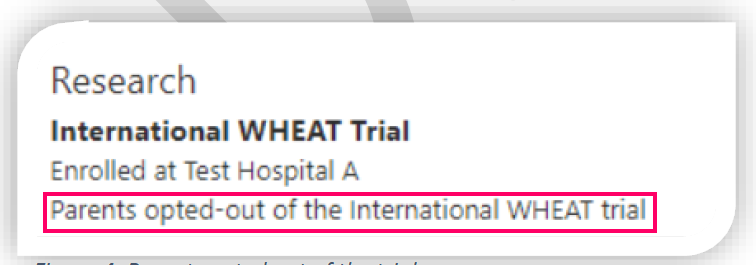 Research
International WHEAT Trial
Enrolled at Test Hospital A
Parents opted-out of the International WHEAT trial